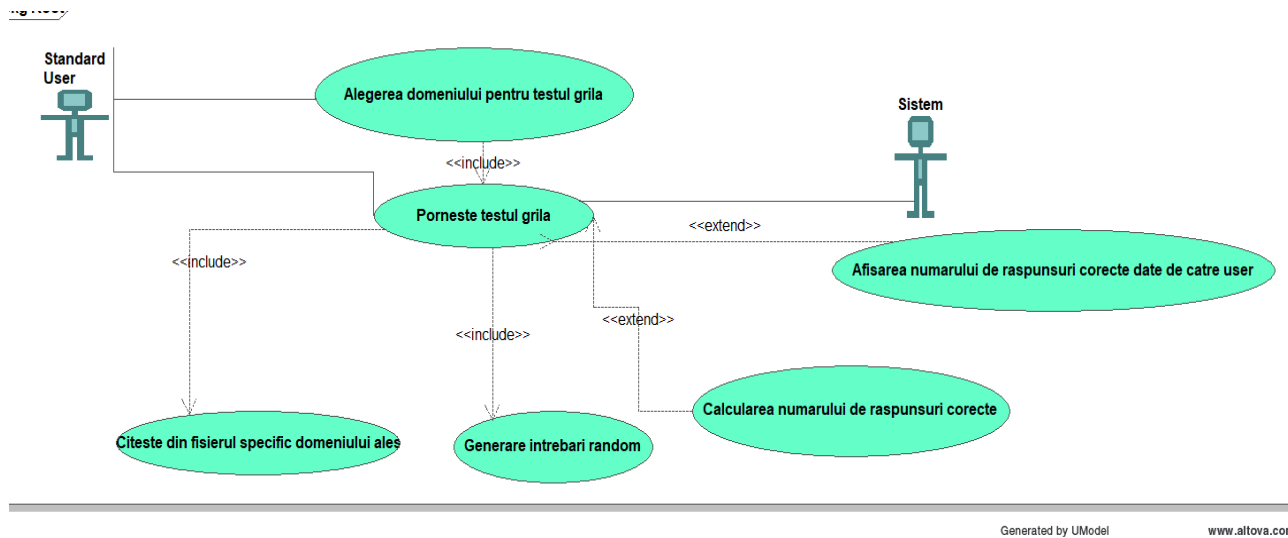 Standard
User
Alegerea domeniului pentru testul grila
Sistem
<<include>>
Porneste testul grila
<<extend>>
<<include>>
Afisarea numarului de raspunsuri corecte date de catre user
<<extend>>
<<include>>
Calcularea numarului de raspunsuri corecte
Citeste din fisierul specific domeniului ales
Generare intrebari random
Generated by UModel
www.altova.com